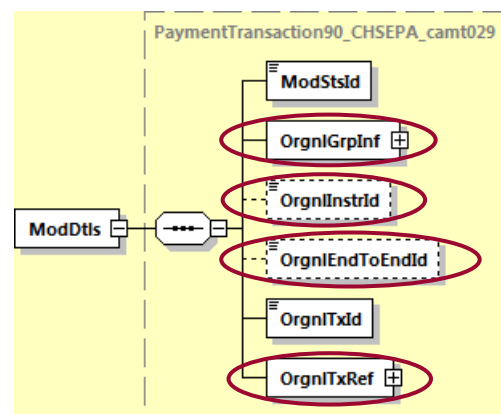 PaymentTransaction90_CHSEPA_camt029
ModStsId
OrgnlGrpInf
OrgnlInstrId
ModDtls
OrgnlEndToEndId
OrgnlTxId
OrgnlTxRef